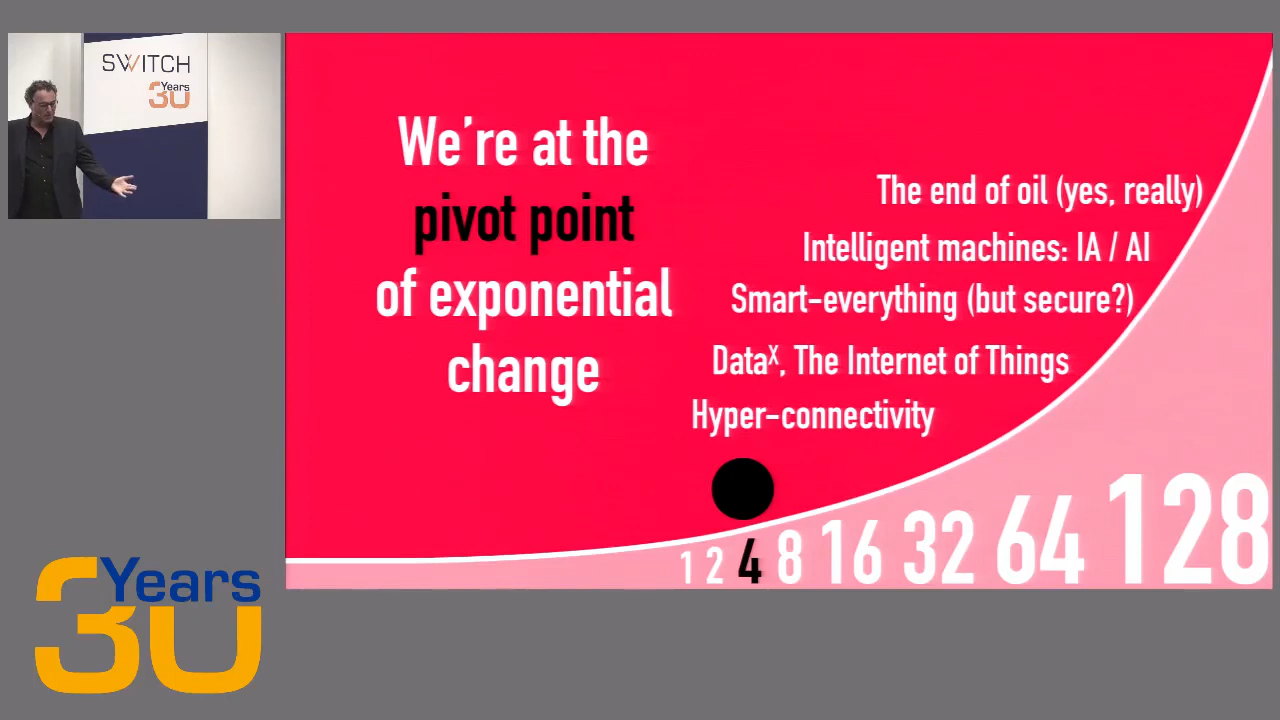 SWITCH
Years
30
We're at the
pivot point
of exponential
change
The end of oil (yes, really)
Intelligent machines: IA / AI
Smart-everything (but secure?)
Dataˣ, The Internet of Things
Hyper-connectivity
1 2 4 8 16 32 64 128
Years
30